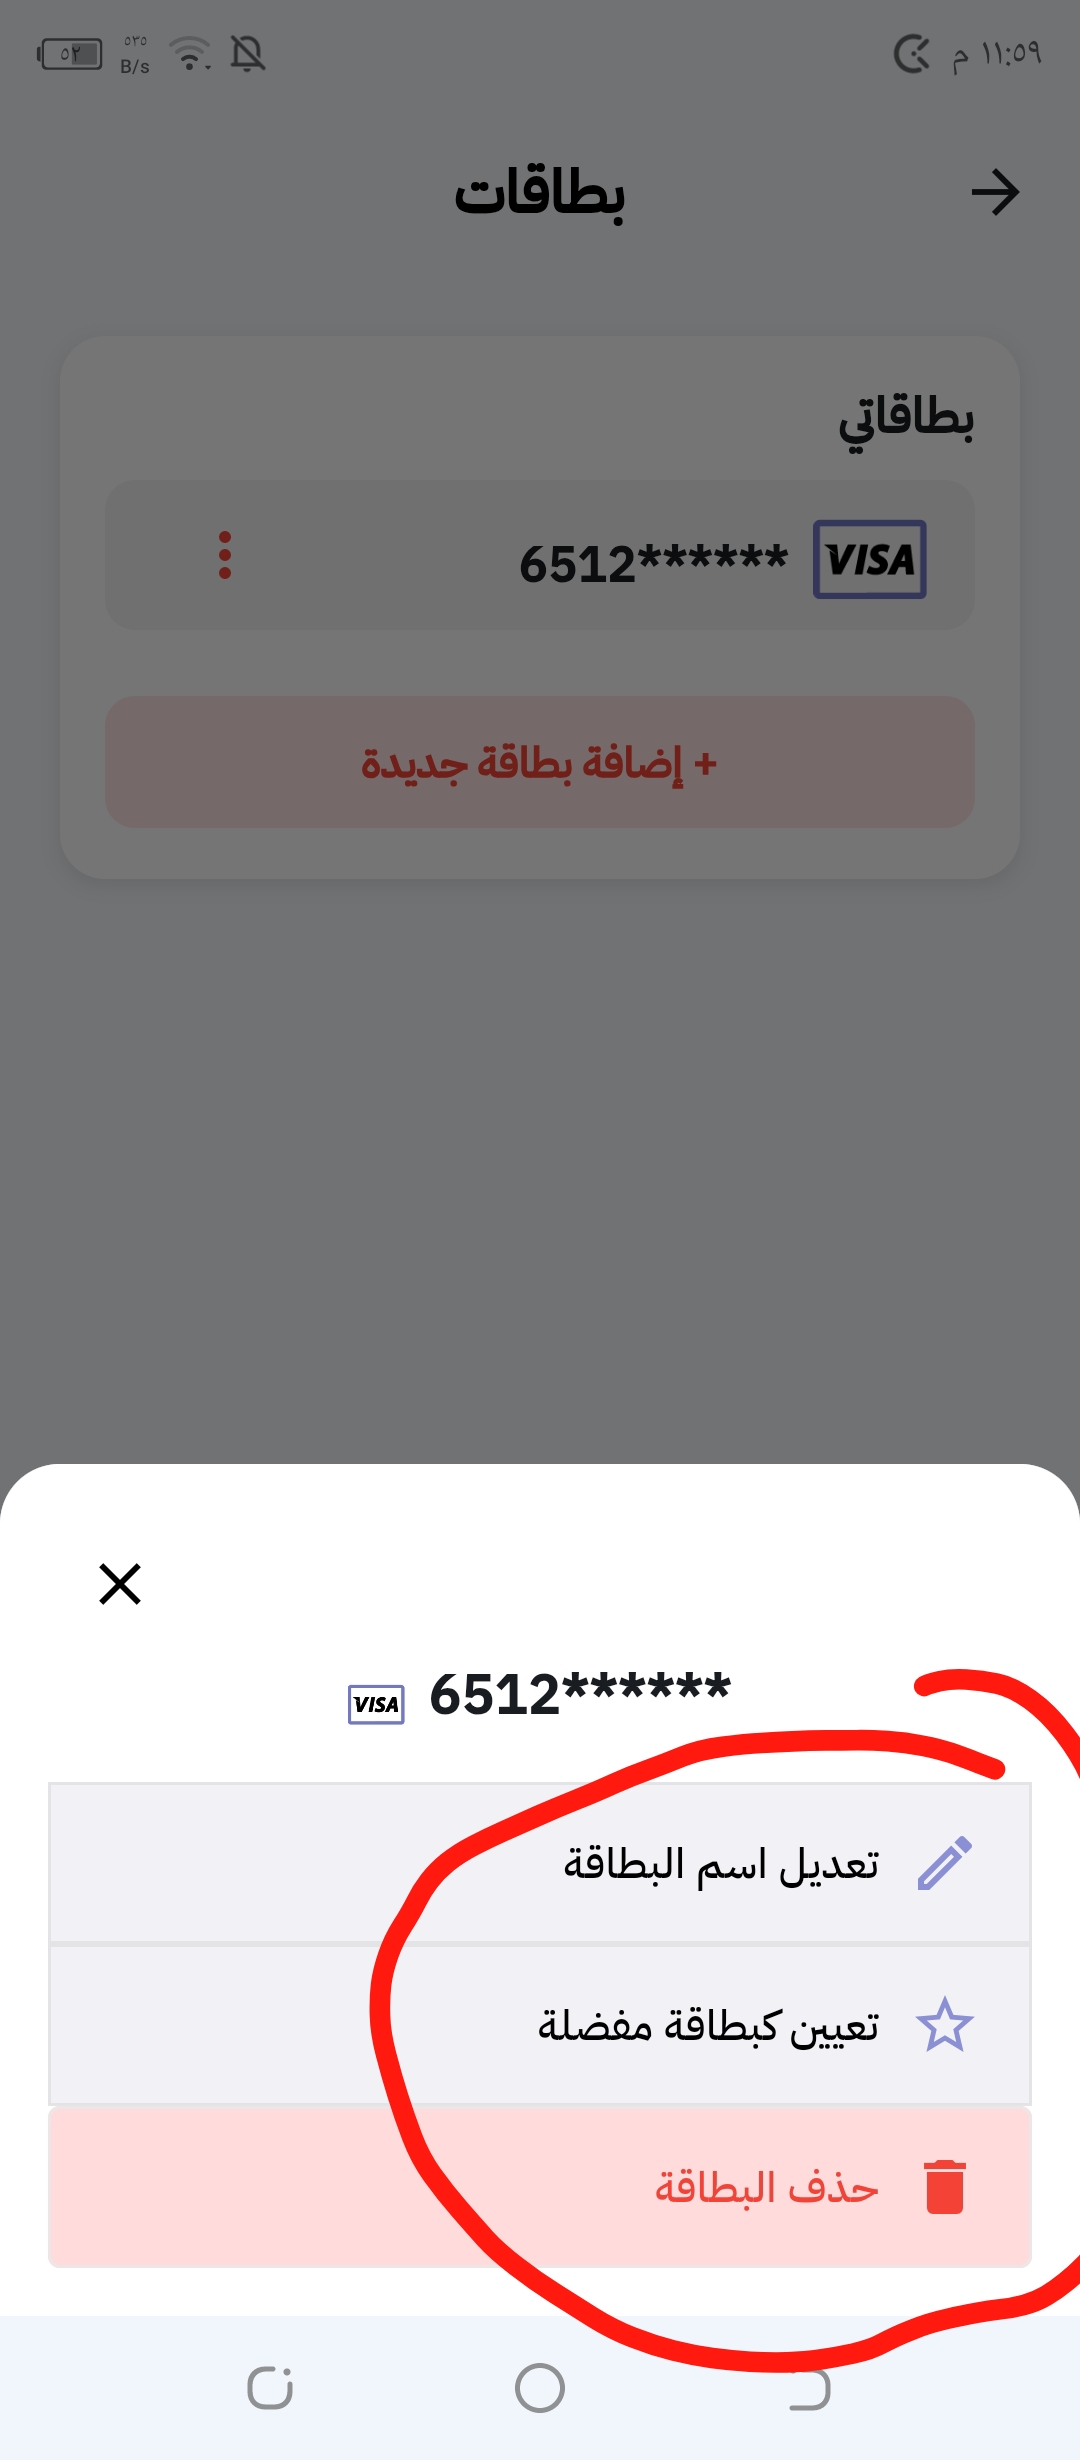 ١١:٥٩ م
٥٣٥ B/s
٥٢
بطاقات
بطاقاتي
VISA
6512******
+ إضافة بطاقة جديدة
6512******
VISA
تعديل اسم البطاقة
تعيين كبطاقة مفضلة
حذف البطاقة